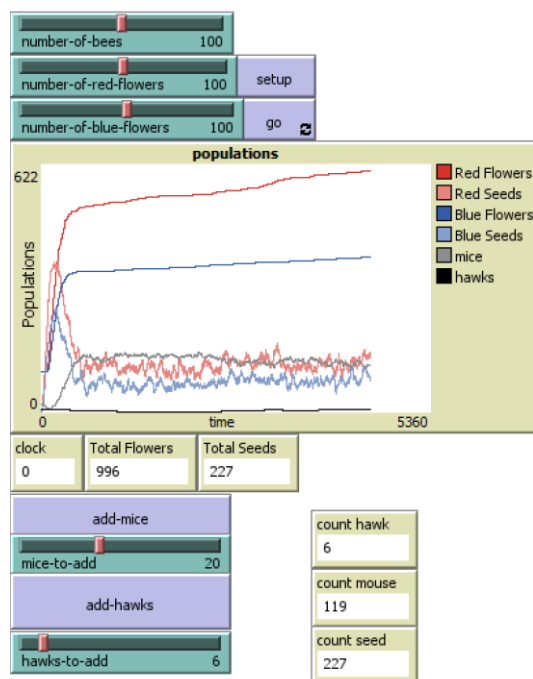 number-of-bees 100
number-of-red-flowers 100
setup
number-of-blue-flowers 100
go
populations
622
Populations
0
0
time
5360
Red Flowers
Red Seeds
Blue Flowers
Blue Seeds
mice
hawks
clock
0
Total Flowers
996
Total Seeds
227
add-mice
mice-to-add 20
add-hawks
hawks-to-add 6
count hawk
6
count mouse
119
count seed
227